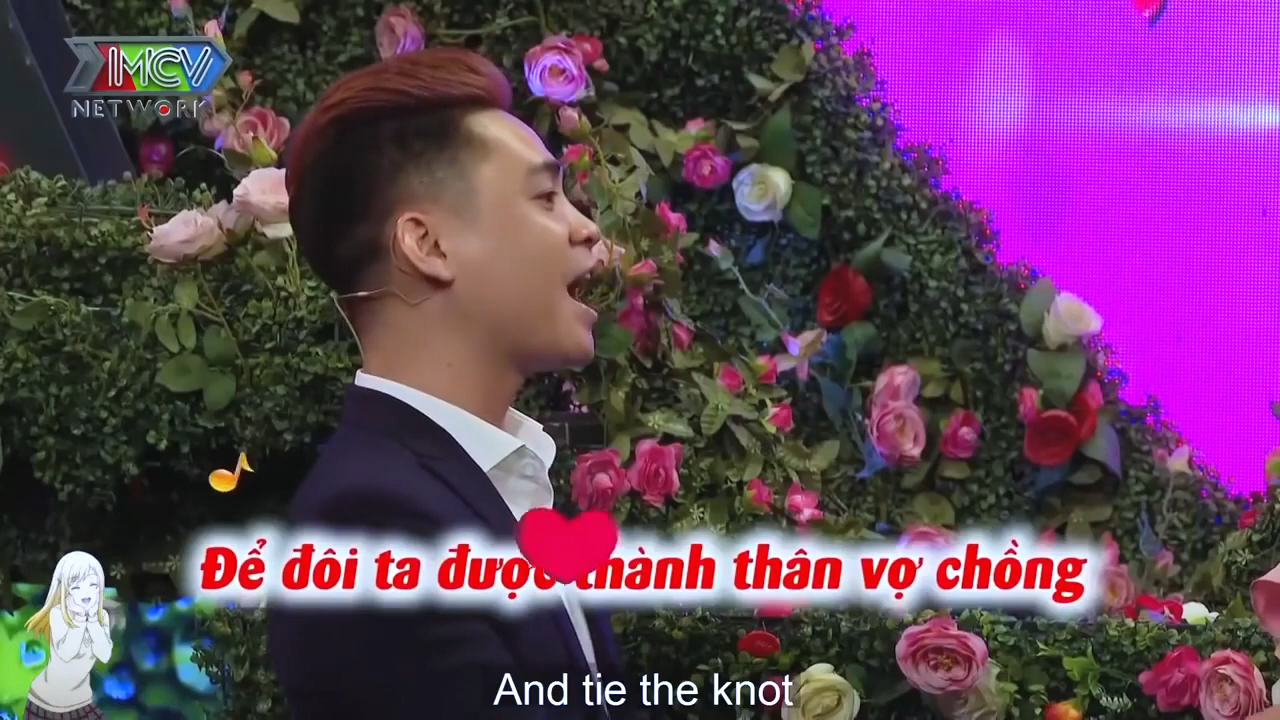 MCV
NETWORK
Để đôi ta được thành thân vợ chồng
And tie the knot